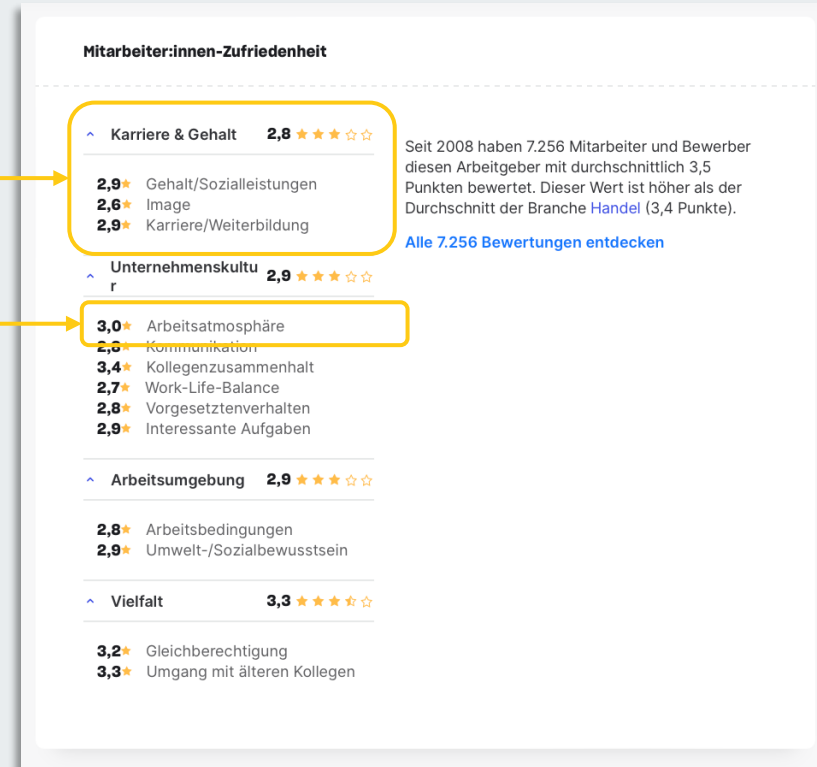 Mitarbeiter:innen-Zufriedenheit
Karriere & Gehalt 2,8
2,9 Gehalt/Sozialleistungen
2,6 Image
2,9 Karriere/Weiterbildung
Seit 2008 haben 7.256 Mitarbeiter und Bewerber
diesen Arbeitgeber mit durchschnittlich 3,5
Punkten bewertet. Dieser Wert ist höher als der
Durchschnitt der Branche Handel (3,4 Punkte).
Alle 7.256 Bewertungen entdecken
Unternehmenskultu 2,9
r
3,0 Arbeitsatmosphäre
2,8 Kommunikation
3,4 Kollegenzusammenhalt
2,7 Work-Life-Balance
2,8 Vorgesetztenverhalten
2,9 Interessante Aufgaben
Arbeitsumgebung 2,9
2,8 Arbeitsbedingungen
2,9 Umwelt-/Sozialbewusstsein
Vielfalt 3,3
3,2 Gleichberechtigung
3,3 Umgang mit älteren Kollegen